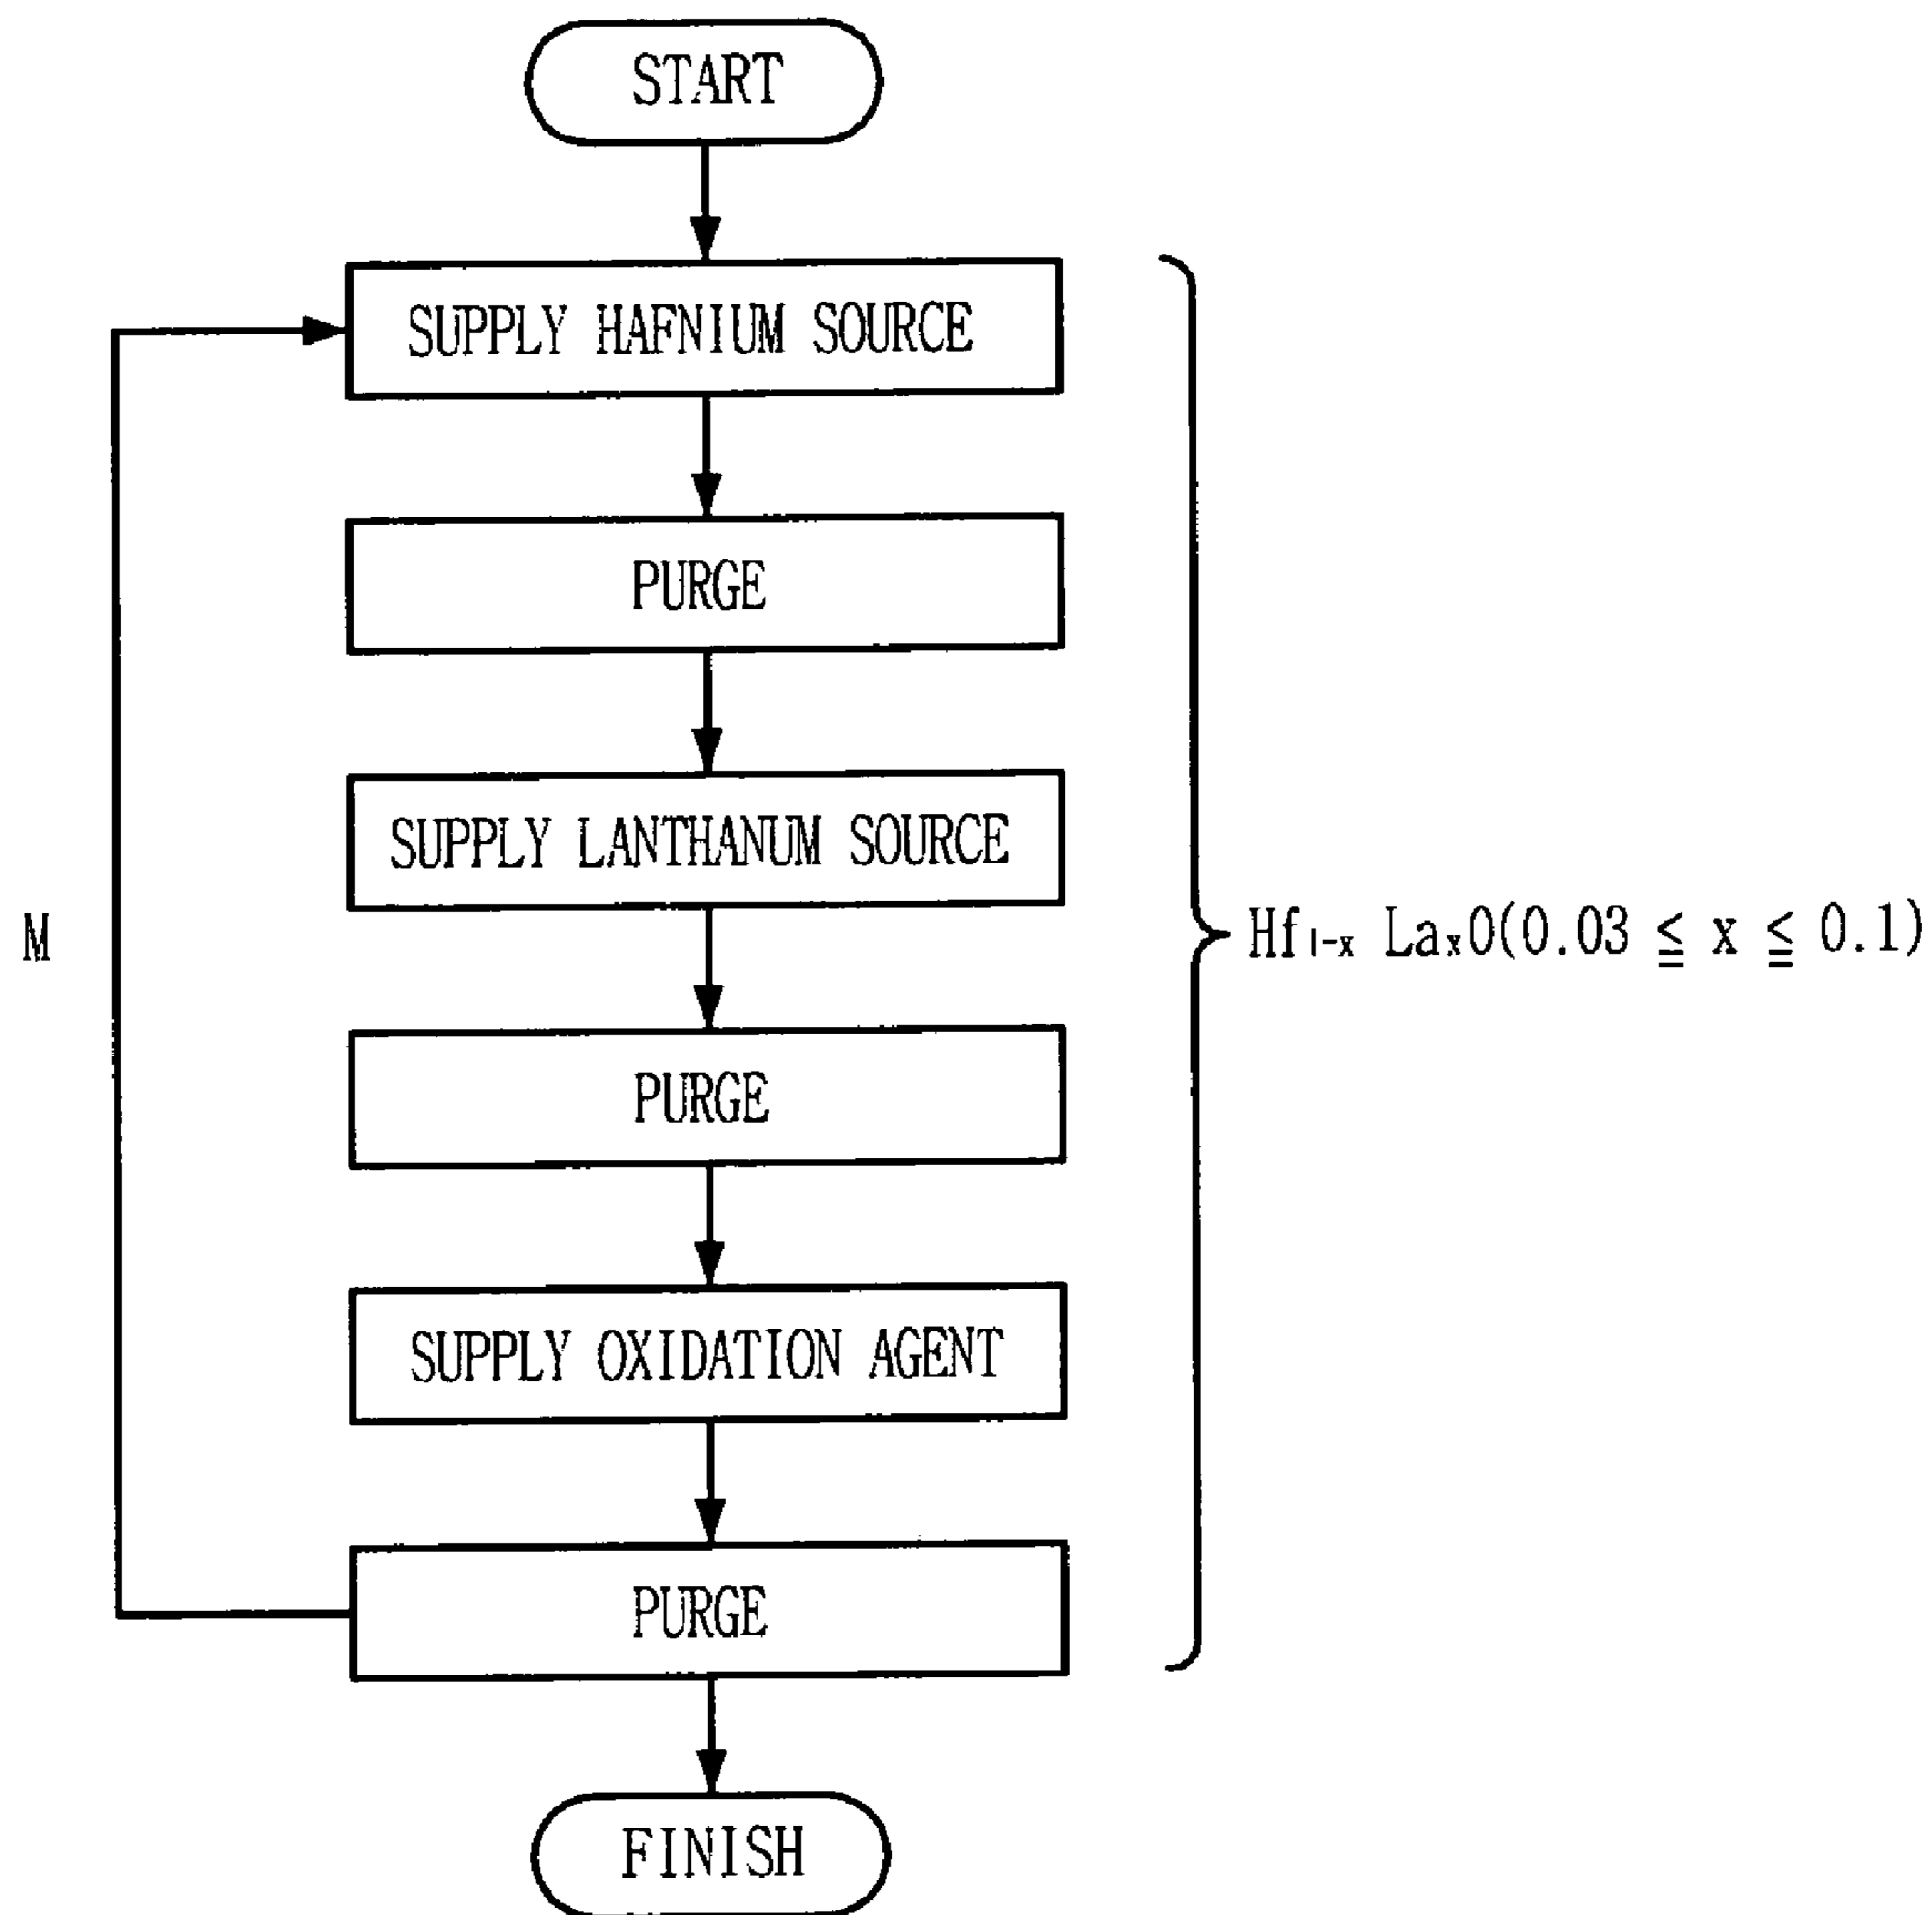 START
SUPPLY HAFNIUM SOURCE
PURGE
SUPPLY LANTHANUM SOURCE
M
Hf₁₋ₓ LaₓO(0.03 ≦ x ≦ 0.1)
PURGE
SUPPLY OXIDATION AGENT
PURGE
FINISH